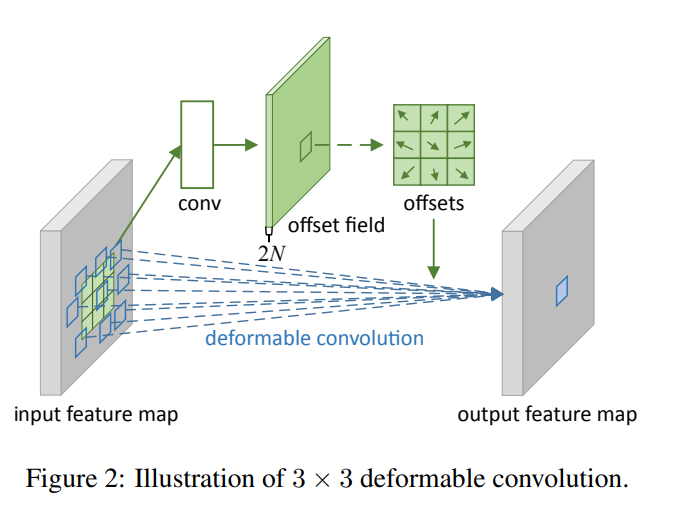 conv
offset field
offsets
2N
deformable convolution
input feature map
output feature map
Figure 2: Illustration of 3 × 3 deformable convolution.